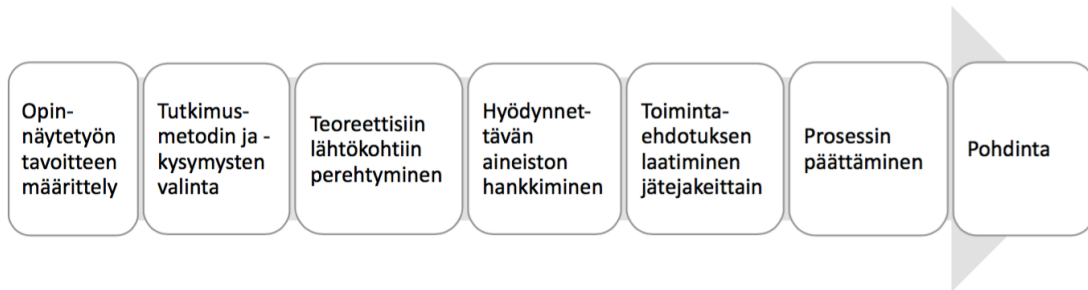 Opin-
näytetyön
tavoitteen
määrittely
Tutkimus-
metodin ja -
kysymysten
valinta
Teoreettisiin
lähtökohtiin
perehtyminen
Hyödynnet-
tävän
aineiston
hankkiminen
Toiminta-
ehdotuksen
laatiminen
jätejakeittain
Prosessin
päättäminen
Pohdinta